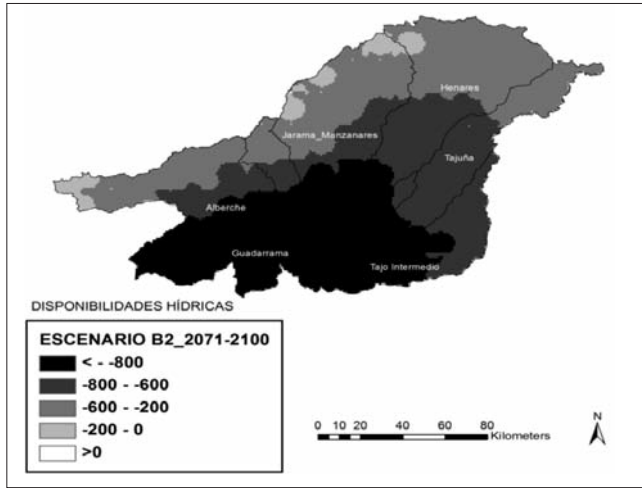 Henares
Jarama_Manzanares
Tajuña
Alberche
Guadarrama
Tajo Intermedio
DISPONIBILIDADES HÍDRICAS
ESCENARIO B2_2071-2100
< - -800
-800 - -600
-600 - -200
-200 - 0
>0
0 10 20 40 60 80
Kilometers
N